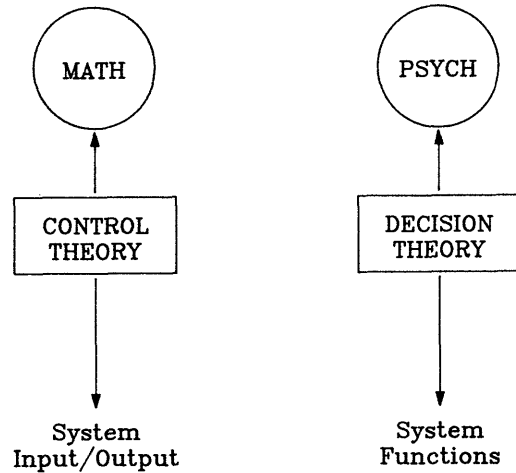 MATH
PSYCH
CONTROL
THEORY
DECISION
THEORY
System
Input/Output
System
Functions